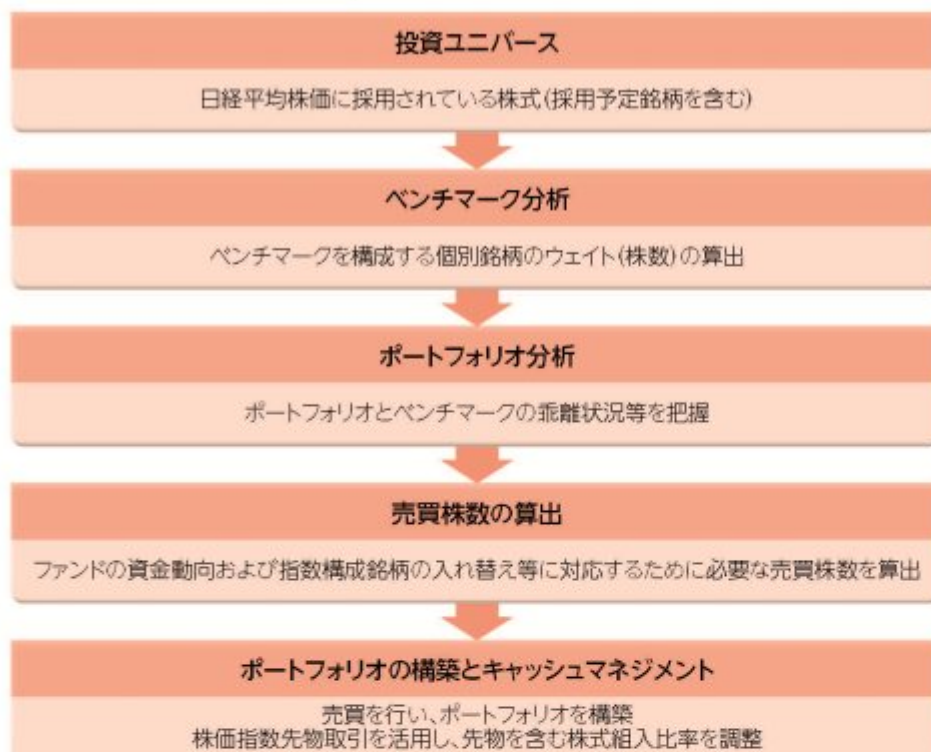 投資ユニバース
日経平均株価に採用されている株式(採用予定銘柄を含む)
ベンチマーク分析
ベンチマークを構成する個別銘柄のウェイト(株数)の算出
ポートフォリオ分析
ポートフォリオとベンチマークの乖離状況等を把握
売買株数の算出
ファンドの資金動向および指数構成銘柄の入れ替え等に対応するために必要な売買株数を算出
ポートフォリオの構築とキャッシュマネジメント
売買を行い、ポートフォリオを構築
株価指数先物取引を活用し、先物を含む株式組入比率を調整